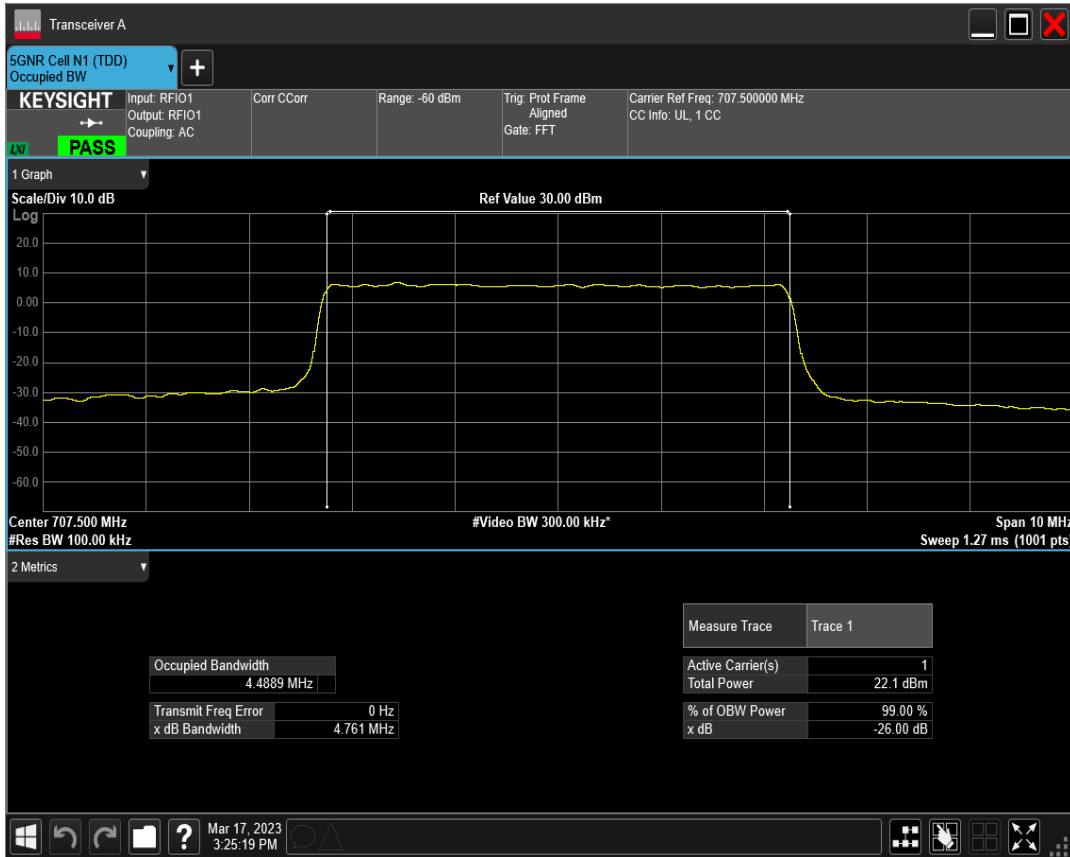 Transceiver A
5GNR Cell N1 (TDD)
Occupied BW
+
KEYSIGHT
LXI
PASS
Input: RFIO1
Output: RFIO1
Coupling: AC
Corr CCorr
Range: -60 dBm
Trig: Prot Frame
Aligned
Gate: FFT
Carrier Ref Freq: 707.500000 MHz
CC Info: UL, 1 CC
1 Graph
Scale/Div 10.0 dB
Ref Value 30.00 dBm
Log
20.0
10.0
0.00
-10.0
-20.0
-30.0
-40.0
-50.0
-60.0
Center 707.500 MHz
#Video BW 300.00 kHz*
Span 10 MHz
#Res BW 100.00 kHz
Sweep 1.27 ms (1001 pts)
2 Metrics
Measure Trace Trace 1
Occupied Bandwidth
4.4889 MHz
Active Carrier(s) 1
Total Power 22.1 dBm
Transmit Freq Error 0 Hz
x dB Bandwidth 4.761 MHz
% of OBW Power 99.00 %
x dB -26.00 dB
?
Mar 17, 2023
3:25:19 PM